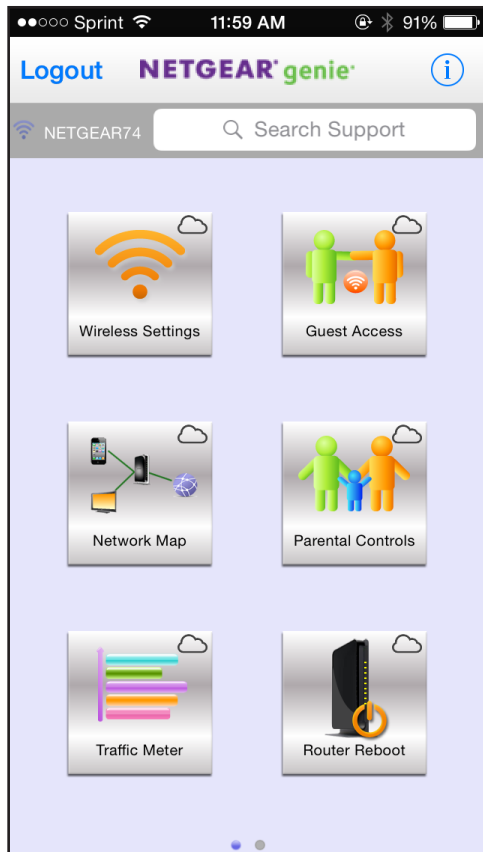 Sprint 11:59 AM 91%
Logout NETGEAR genie i
NETGEAR74 Search Support
Wireless Settings Guest Access
Network Map Parental Controls
Traffic Meter Router Reboot